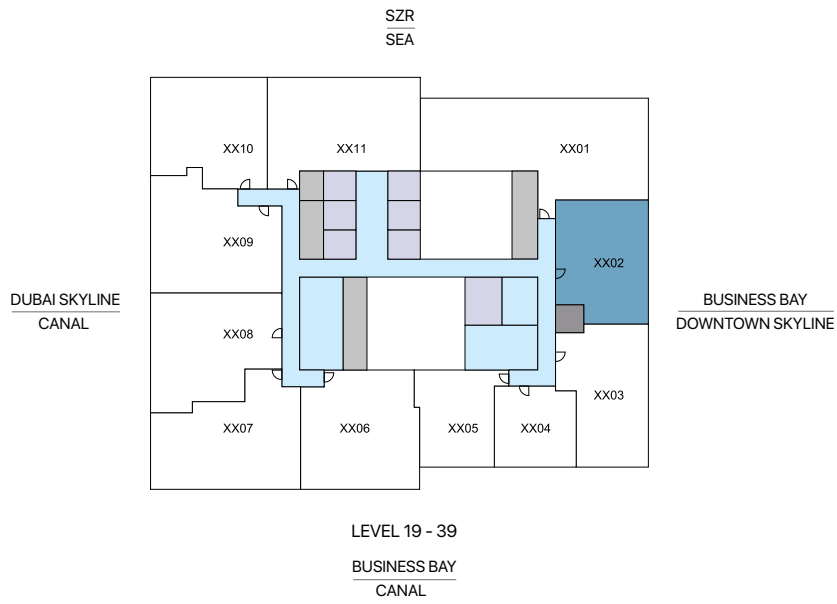 SZR
SEA
XX10
XX11
XX01
XX09
XX02
DUBAI SKYLINE
CANAL
BUSINESS BAY
DOWNTOWN SKYLINE
XX08
XX03
XX07
XX06
XX05
XX04
LEVEL 19 - 39
BUSINESS BAY
CANAL